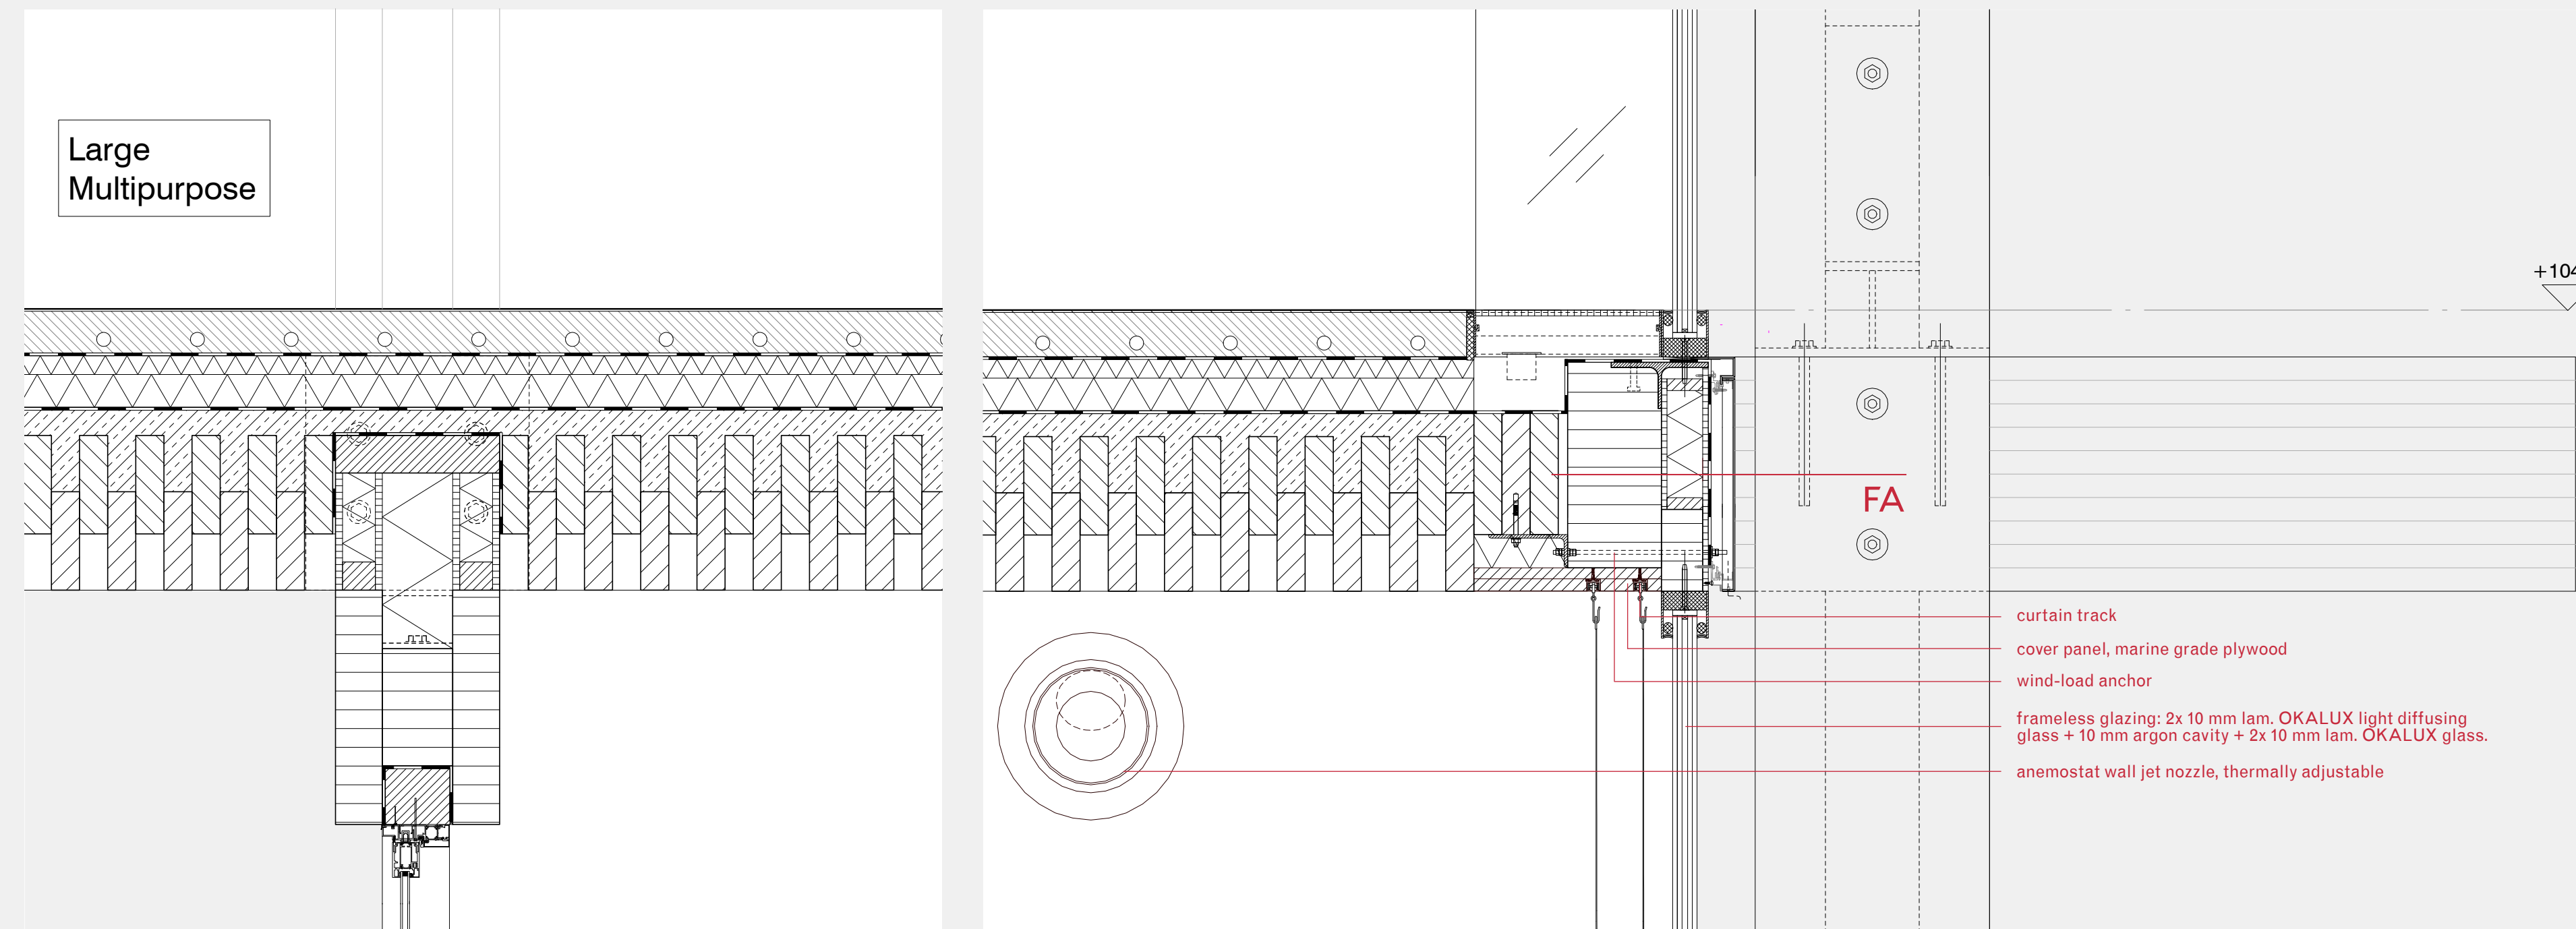 Large
Multipurpose
+104
FA
curtain track
cover panel, marine grade plywood
wind-load anchor
frameless glazing: 2x 10 mm lam. OKALUX light diffusing
glass + 10 mm argon cavity + 2x 10 mm lam. OKALUX glass.
anemostat wall jet nozzle, thermally adjustable